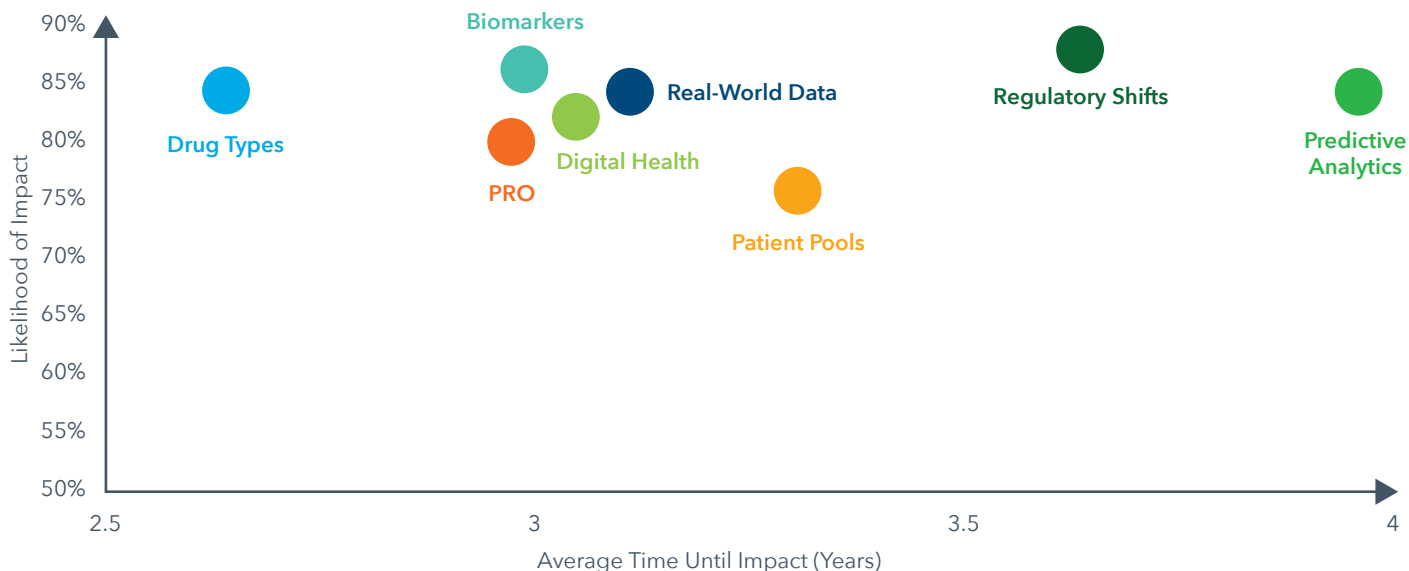 90%
85%
80%
75%
70%
65%
60%
55%
50%
Likelihood of Impact
Biomarkers
Real-World Data
Regulatory Shifts
Drug Types
Digital Health
PRO
Predictive
Analytics
Patient Pools
2.5
3
3.5
4
Average Time Until Impact (Years)